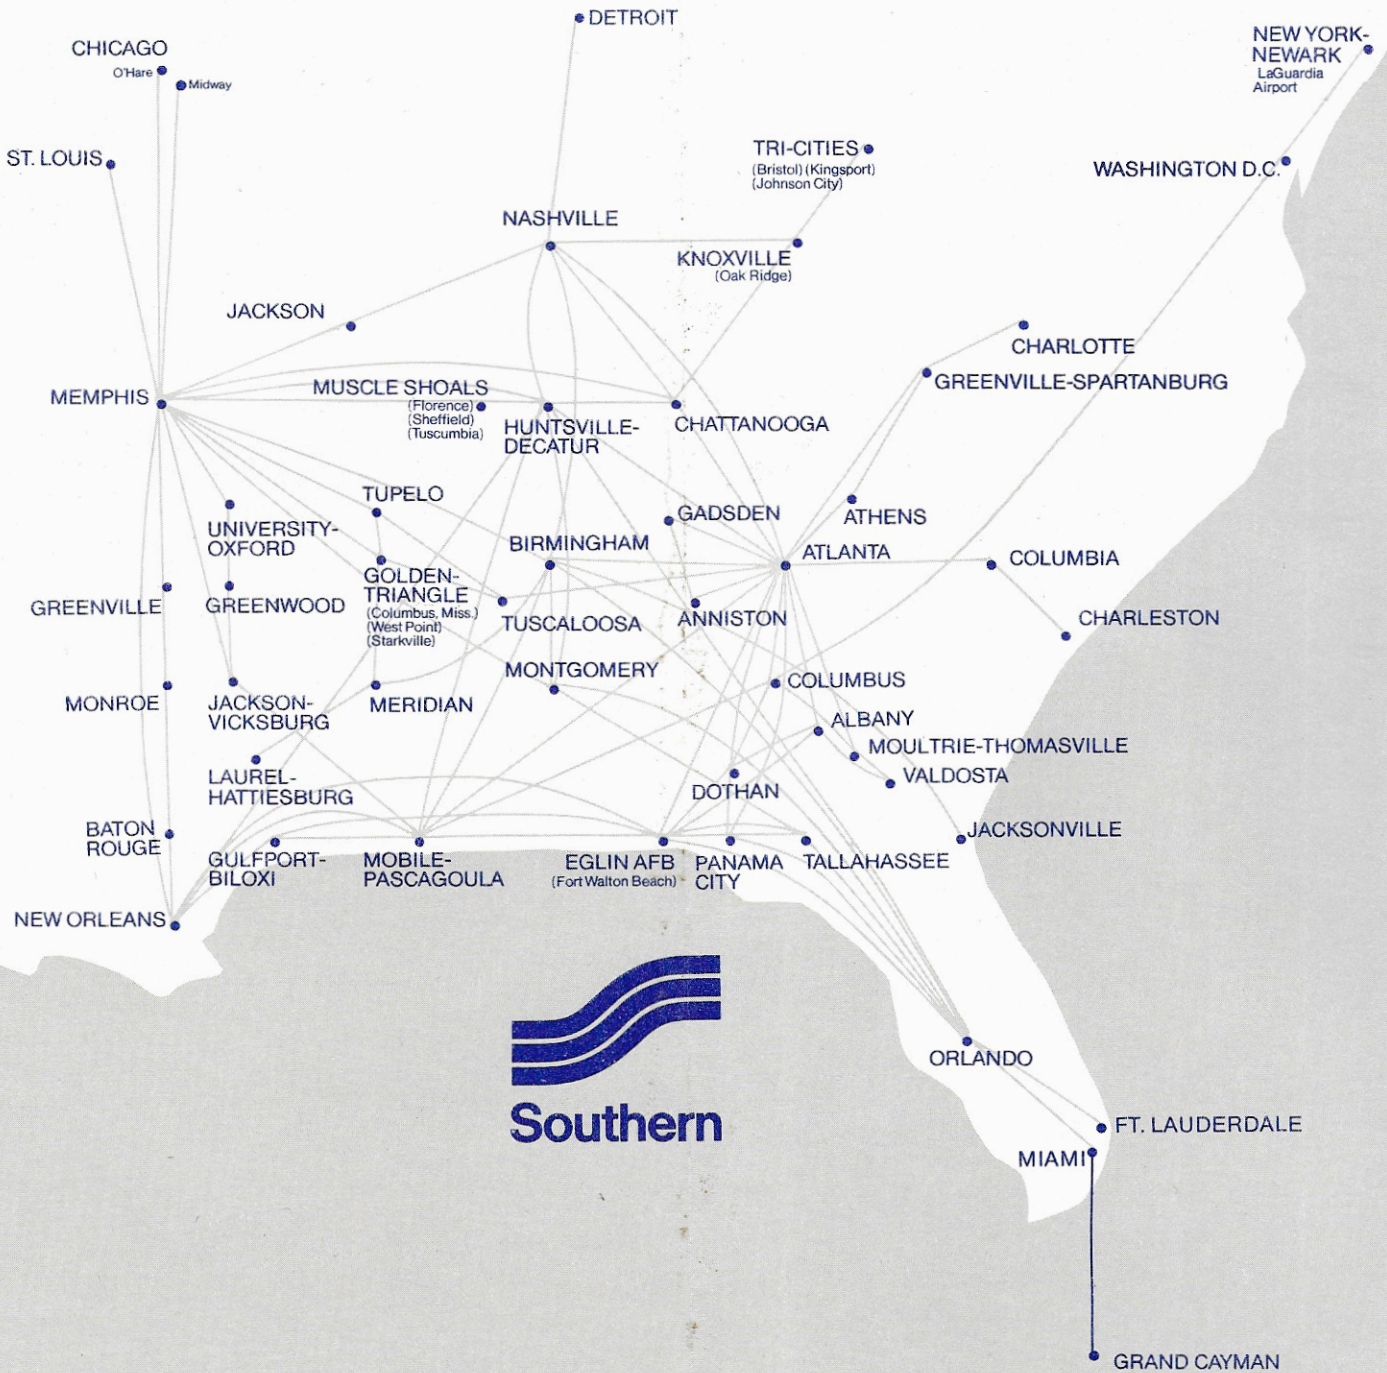 DETROIT
NEW YORK-
NEWARK
LaGuardia
Airport
CHICAGO
O'Hare
Midway
ST. LOUIS
TRI-CITIES
(Bristol) (Kingsport)
(Johnson City)
WASHINGTON D.C.
NASHVILLE
KNOXVILLE
(Oak Ridge)
JACKSON
CHARLOTTE
GREENVILLE-SPARTANBURG
MEMPHIS
MUSCLE SHOALS
(Florence)
(Sheffield)
(Tuscumbia)
HUNTSVILLE-
DECATUR
CHATTANOOGA
TUPELO
UNIVERSITY-
OXFORD
GADSDEN
ATHENS
BIRMINGHAM
ATLANTA
COLUMBIA
GREENVILLE
GREENWOOD
GOLDEN-
TRIANGLE
(Columbus, Miss.)
(West Point)
(Starkville)
TUSCALOOSA
ANNISTON
CHARLESTON
MONTGOMERY
COLUMBUS
MONROE
JACKSON-
VICKSBURG
MERIDIAN
ALBANY
MOULTRIE-THOMASVILLE
VALDOSTA
LAUREL-
HATTIESBURG
DOTHAN
BATON
ROUGE
GULFPORT-
BILOXI
MOBILE-
PASCAGOULA
EGLIN AFB
(Fort Walton Beach)
PANAMA
CITY
TALLAHASSEE
JACKSONVILLE
NEW ORLEANS
ORLANDO
Southern
FT. LAUDERDALE
MIAMI
GRAND CAYMAN